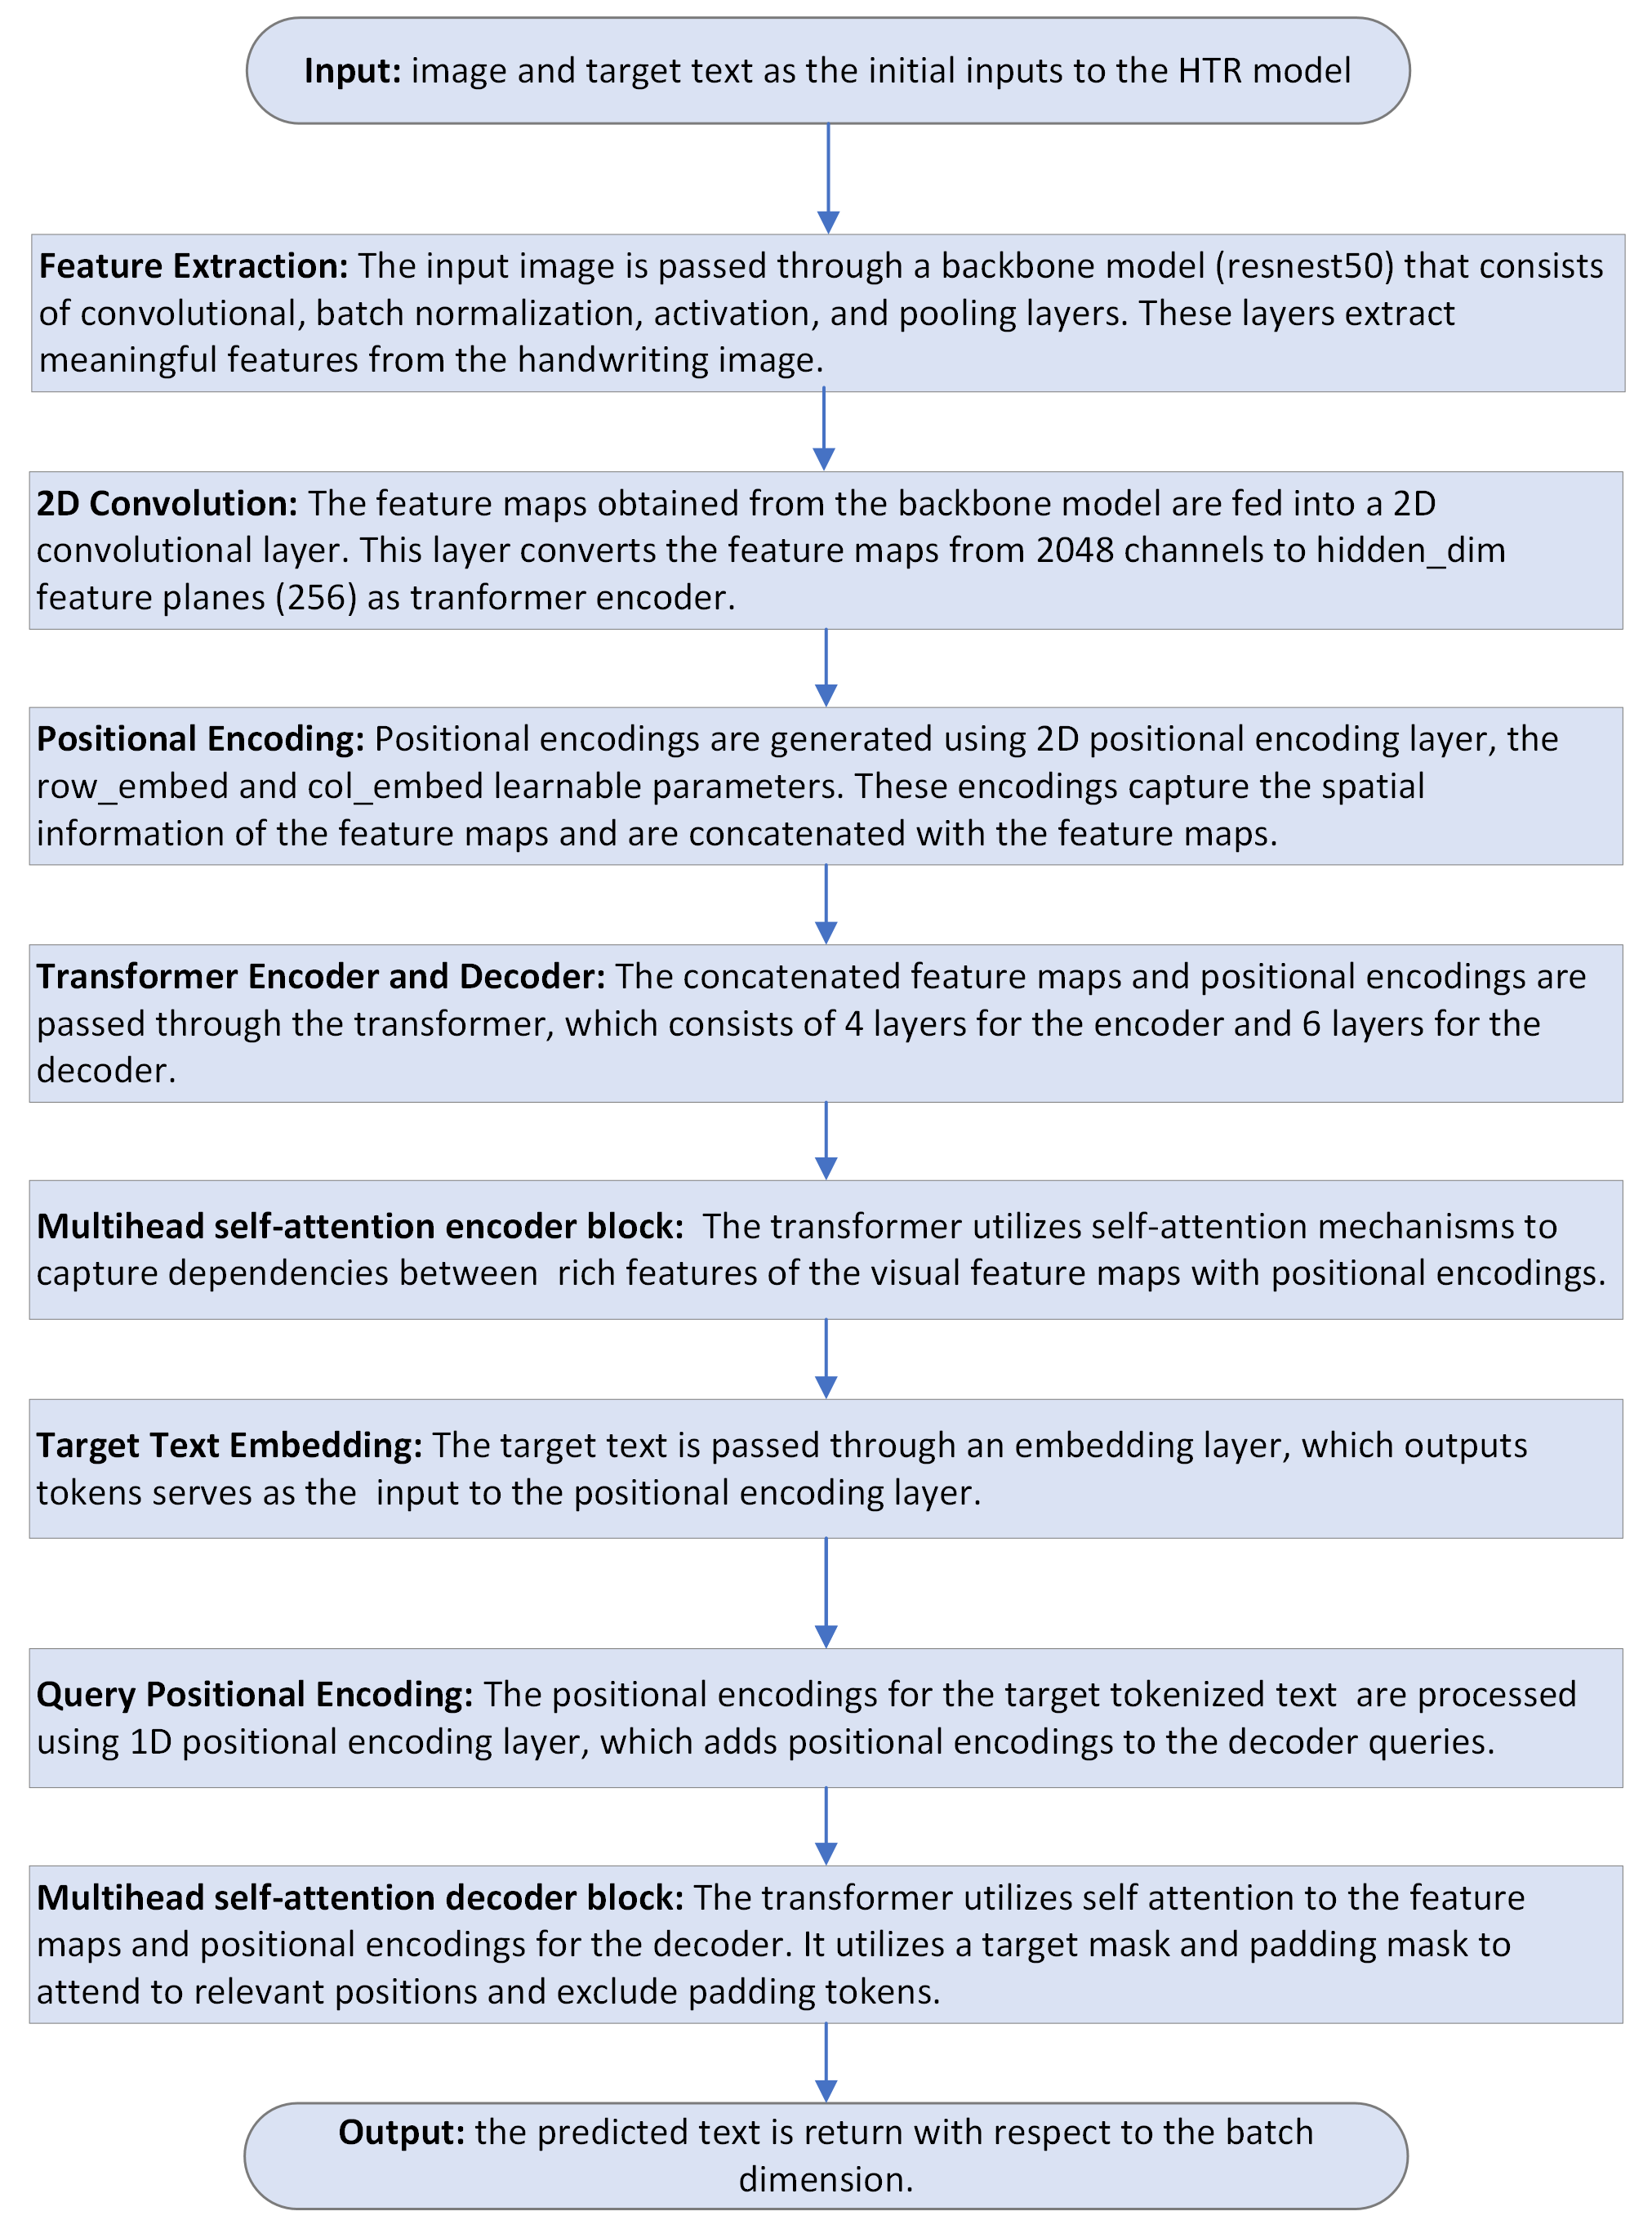 Input: image and target text as the initial inputs to the HTR model
Feature Extraction: The input image is passed through a backbone model (resnest50) that consists
of convolutional, batch normalization, activation, and pooling layers. These layers extract
meaningful features from the handwriting image.
2D Convolution: The feature maps obtained from the backbone model are fed into a 2D
convolutional layer. This layer converts the feature maps from 2048 channels to hidden_dim
feature planes (256) as tranformer encoder.
Positional Encoding: Positional encodings are generated using 2D positional encoding layer, the
row_embed and col_embed learnable parameters. These encodings capture the spatial
information of the feature maps and are concatenated with the feature maps.
Transformer Encoder and Decoder: The concatenated feature maps and positional encodings are
passed through the transformer, which consists of 4 layers for the encoder and 6 layers for the
decoder.
Multihead self-attention encoder block: The transformer utilizes self-attention mechanisms to
capture dependencies between rich features of the visual feature maps with positional encodings.
Target Text Embedding: The target text is passed through an embedding layer, which outputs
tokens serves as the input to the positional encoding layer.
Query Positional Encoding: The positional encodings for the target tokenized text are processed
using 1D positional encoding layer, which adds positional encodings to the decoder queries.
Multihead self-attention decoder block: The transformer utilizes self attention to the feature
maps and positional encodings for the decoder. It utilizes a target mask and padding mask to
attend to relevant positions and exclude padding tokens.
Output: the predicted text is return with respect to the batch
dimension.